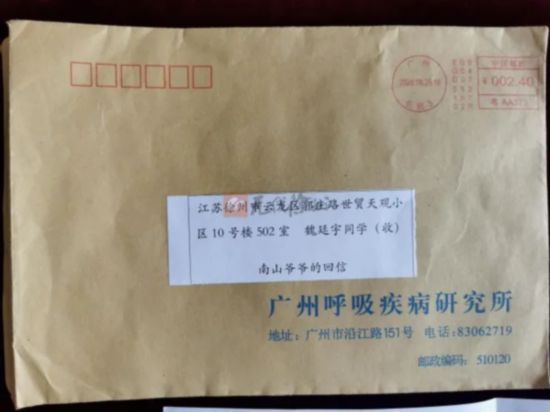 广州
¥ 002.40
江苏徐州市云龙区郭庄路世贸天观小
区10号楼502室 魏廷宇同学(收)
南山爷爷的回信
广州呼吸疾病研究所
地址:广州市沿江路151号 电话:83062719
邮政编码: 510120